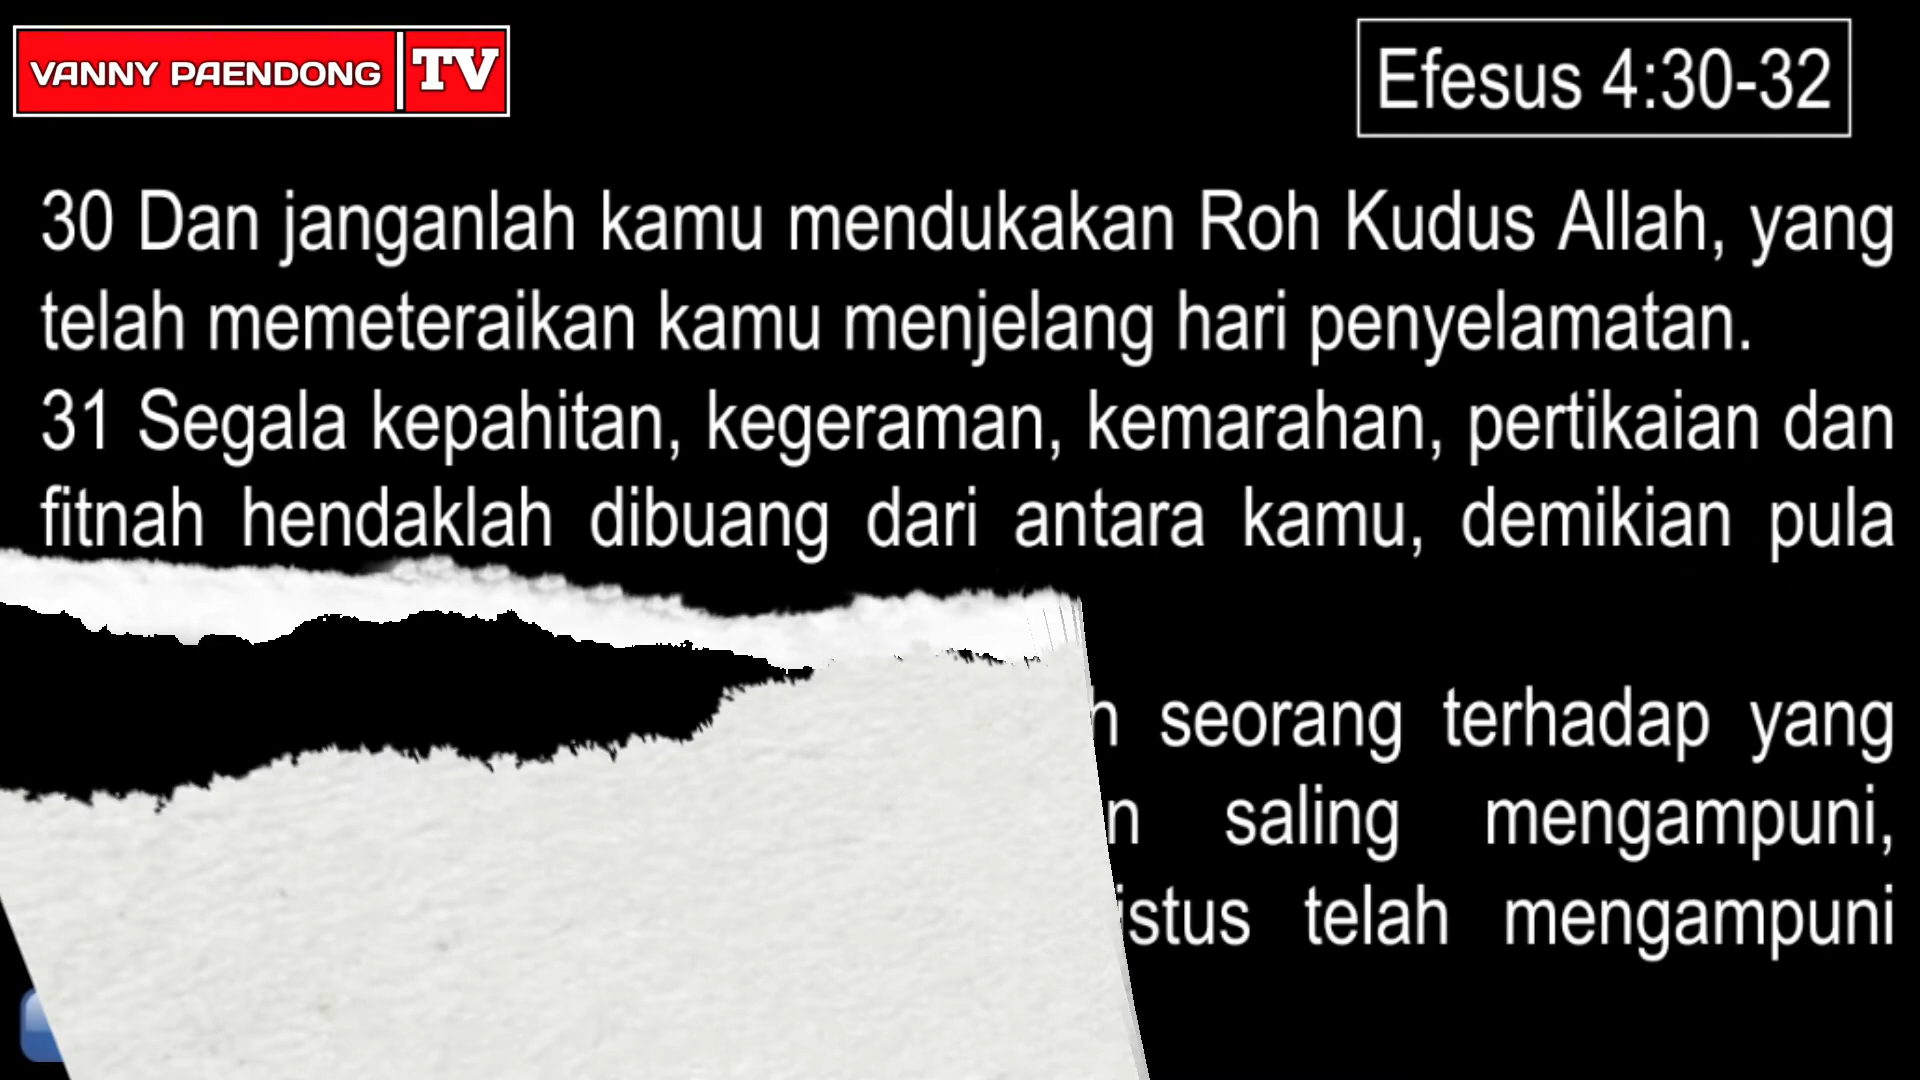 VANNY PAENDONG TV
Efesus 4:30-32
30 Dan janganlah kamu mendukakan Roh Kudus Allah, yang
telah memeteraikan kamu menjelang hari penyelamatan.
31 Segala kepahitan, kegeraman, kemarahan, pertikaian dan
fitnah hendaklah dibuang dari antara kamu, demikian pula
seorang terhadap yang
saling mengampuni,
telah mengampuni